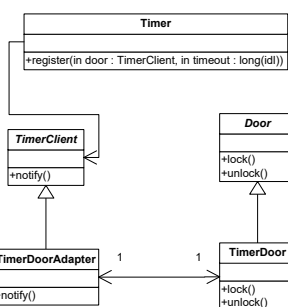 Timer
+register(in door : TimerClient, in timeout : long(idl))
TimerClient
+notify()
Door
+lock()
+unlock()
TimerDoorAdapter
+notify()
1
1
TimerDoor
+lock()
+unlock()